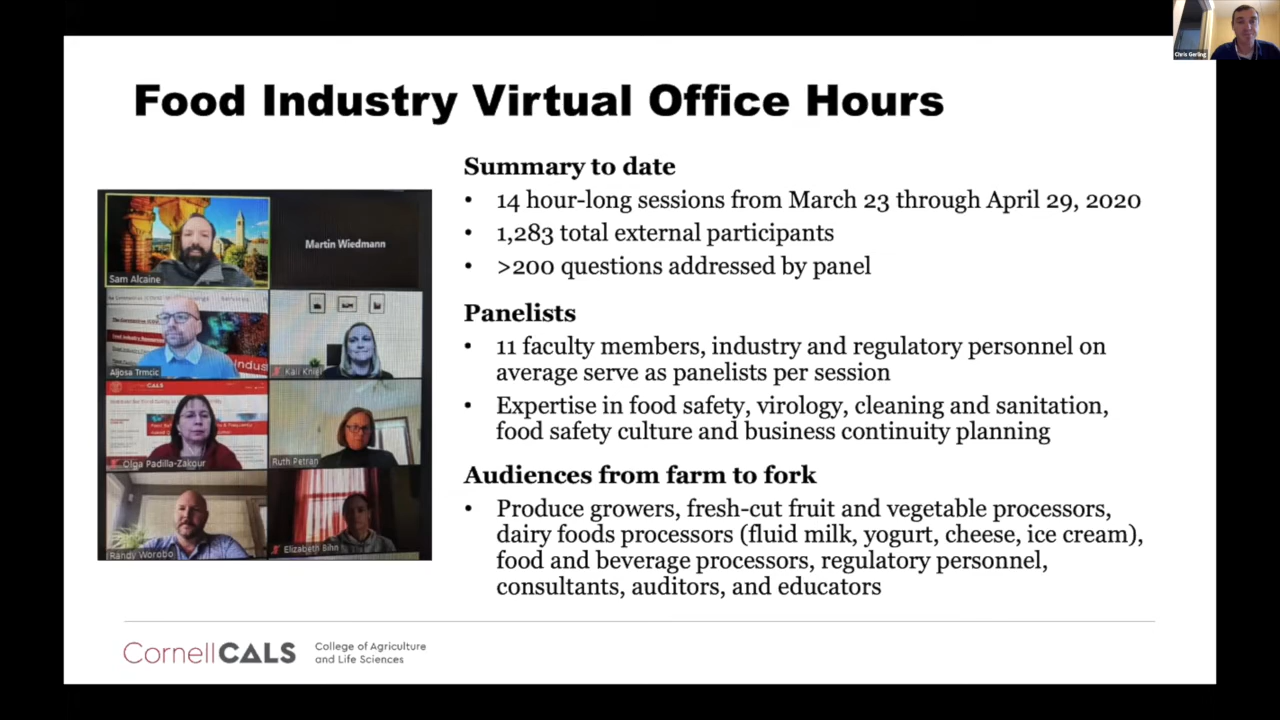 Chris Gerling
Food Industry Virtual Office Hours
Martin Wiedmann
Sam Alcaine
Aljosa Trmcic
Kali Kniel
CALS
Olga Padilla-Zakour
Ruth Petran
Randy Worobo
Elizabeth Bihn
Summary to date
• 14 hour-long sessions from March 23 through April 29, 2020
• 1,283 total external participants
• >200 questions addressed by panel
Panelists
• 11 faculty members, industry and regulatory personnel on
average serve as panelists per session
• Expertise in food safety, virology, cleaning and sanitation,
food safety culture and business continuity planning
Audiences from farm to fork
• Produce growers, fresh-cut fruit and vegetable processors,
dairy foods processors (fluid milk, yogurt, cheese, ice cream),
food and beverage processors, regulatory personnel,
consultants, auditors, and educators
CornellCALS
College of Agriculture
and Life Sciences